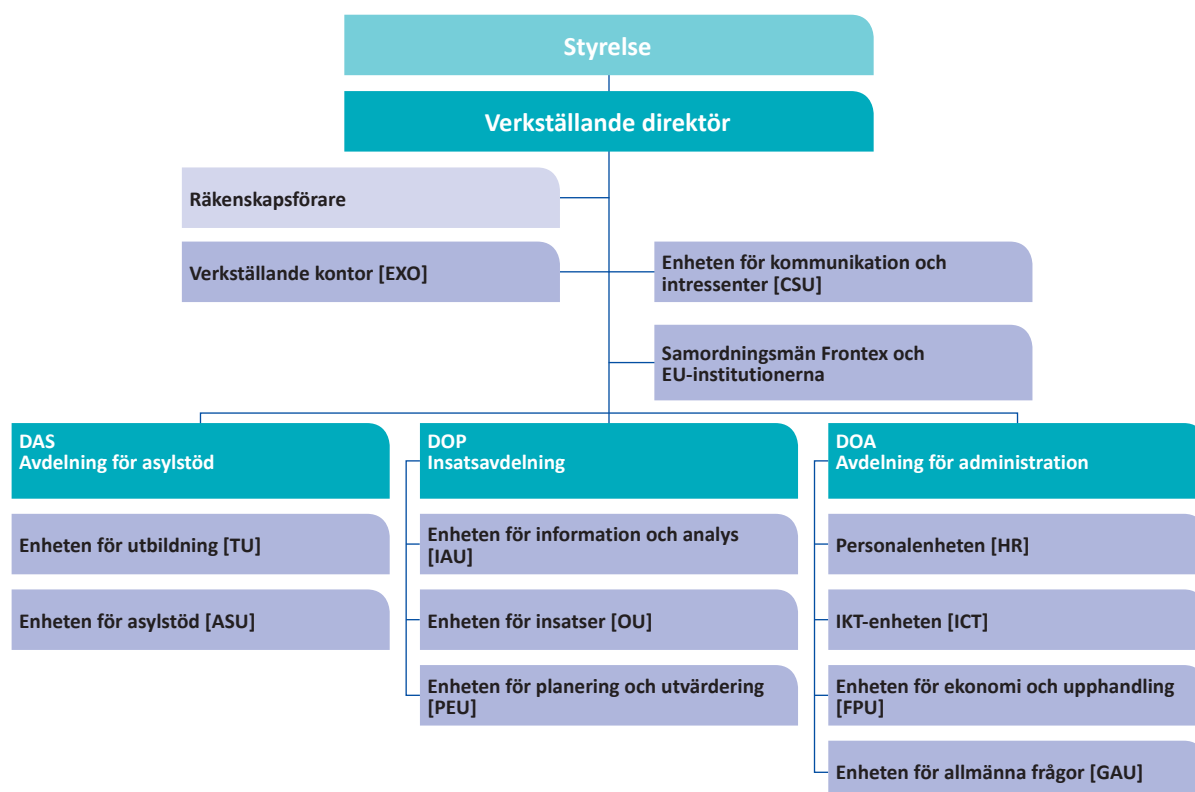 Styrelse
Verkställande direktör
Räkenskapsförare
Verkställande kontor [EXO]
Enheten för kommunikation och
intressenter [CSU]
Samordningsmän Frontex och
EU-institutionerna
DAS
Avdelning för asylstöd
Enheten för utbildning [TU]
Enheten för asylstöd [ASU]
DOP
Insatsavdelning
Enheten för information och analys
[IAU]
Enheten för insatser [OU]
Enheten för planering och utvärdering
[PEU]
DOA
Avdelning för administration
Personalenheten [HR]
IKT-enheten [ICT]
Enheten för ekonomi och upphandling
[FPU]
Enheten för allmänna frågor [GAU]